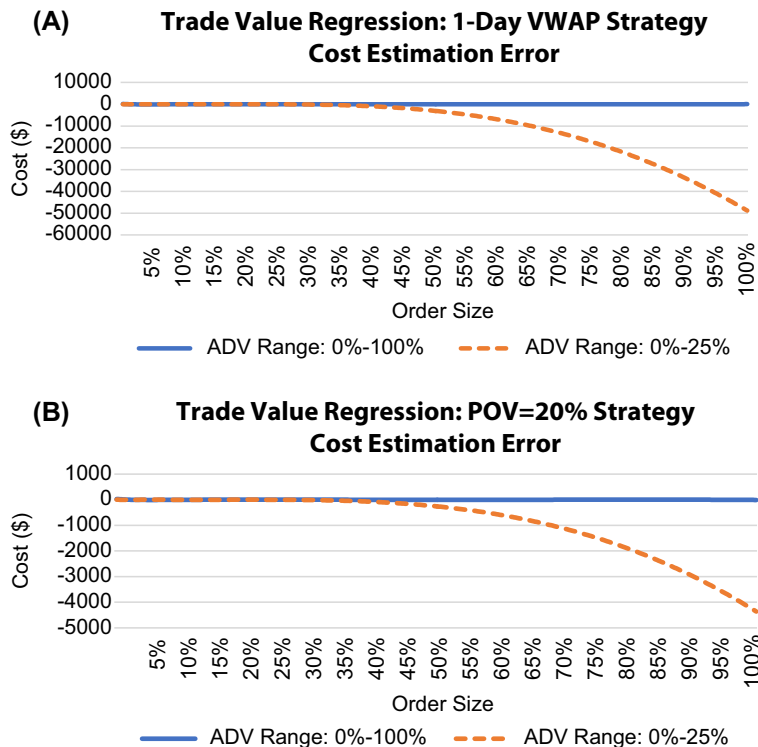 (A)
Trade Value Regression: 1-Day VWAP Strategy
Cost Estimation Error
10000
0
-10000
-20000
-30000
-40000
-50000
-60000
Cost ($)
5% 10% 15% 20% 25% 30% 35% 40% 45% 50% 55% 60% 65% 70% 75% 80% 85% 90% 95% 100%
Order Size
ADV Range: 0%-100% ADV Range: 0%-25%
(B)
Trade Value Regression: POV=20% Strategy
Cost Estimation Error
1000
0
-1000
-2000
-3000
-4000
-5000
Cost ($)
5% 10% 15% 20% 25% 30% 35% 40% 45% 50% 55% 60% 65% 70% 75% 80% 85% 90% 95% 100%
Order Size
ADV Range: 0%-100% ADV Range: 0%-25%